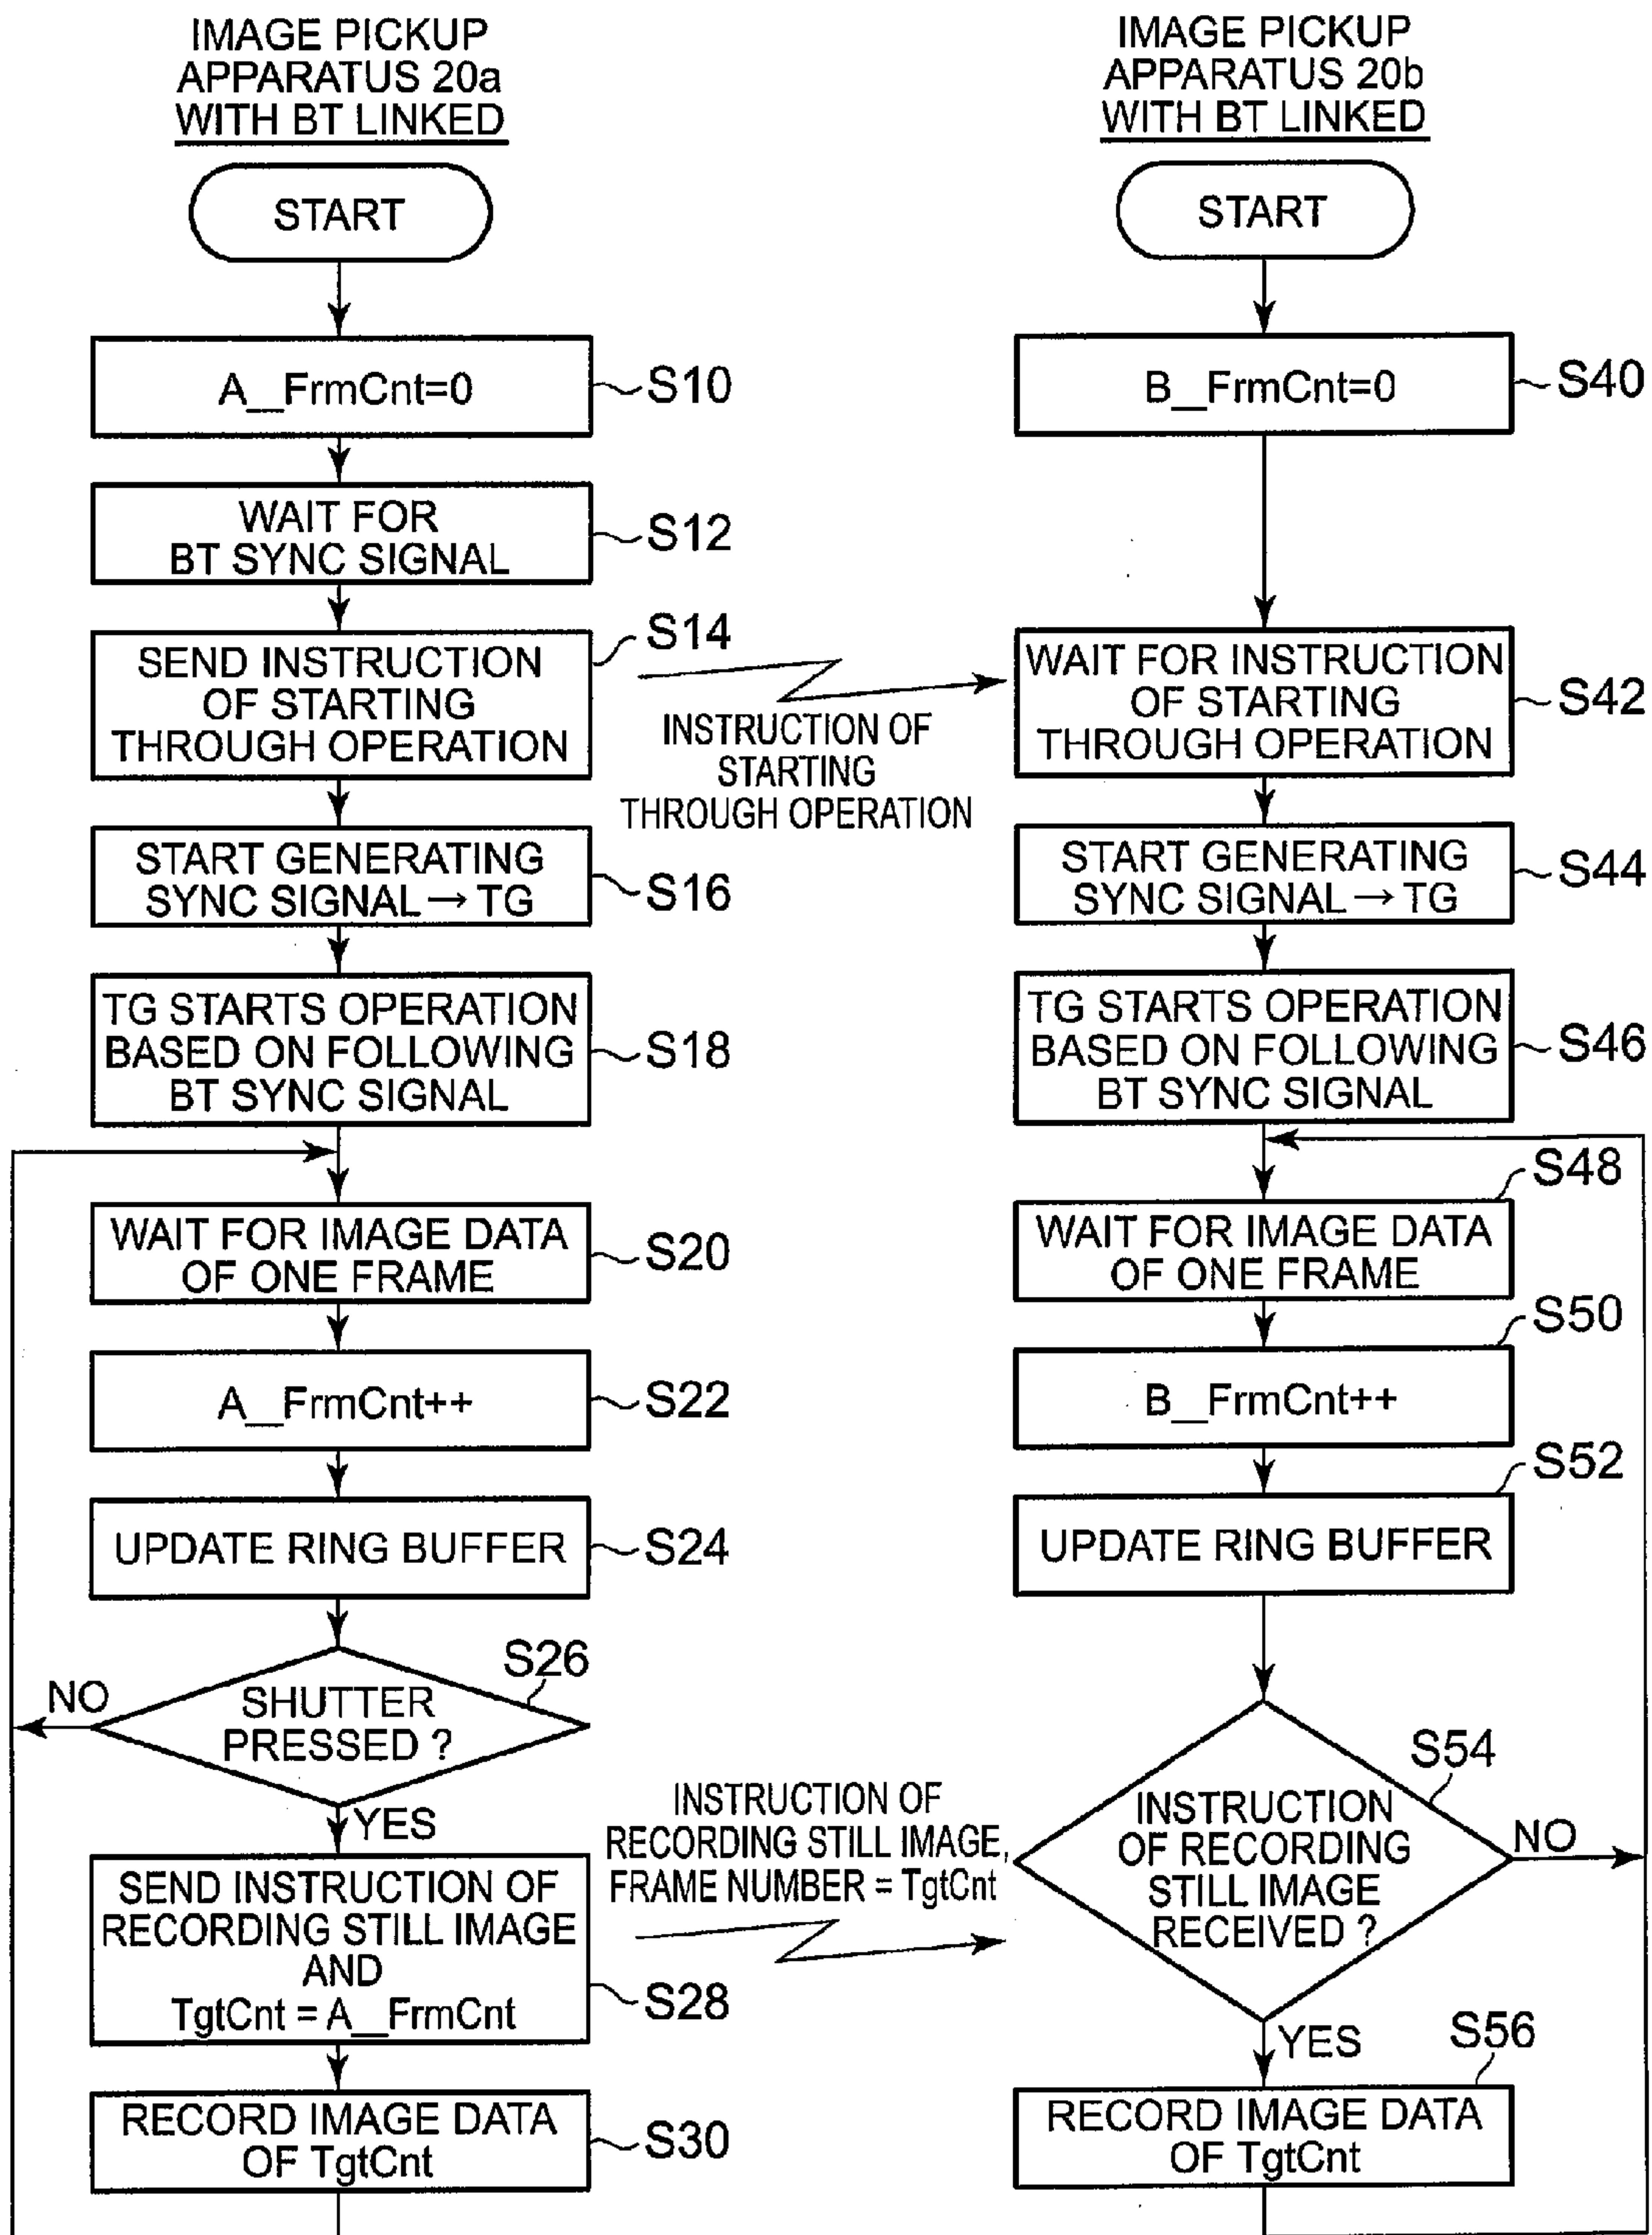 IMAGE PICKUP
APPARATUS 20a
WITH BT LINKED
START
A__FrmCnt=0
S10
WAIT FOR
BT SYNC SIGNAL
S12
SEND INSTRUCTION
OF STARTING
THROUGH OPERATION
S14
INSTRUCTION OF
STARTING
THROUGH OPERATION
START GENERATING
SYNC SIGNAL → TG
S16
TG STARTS OPERATION
BASED ON FOLLOWING
BT SYNC SIGNAL
S18
WAIT FOR IMAGE DATA
OF ONE FRAME
S20
A__FrmCnt++
S22
UPDATE RING BUFFER
S24
SHUTTER
PRESSED ?
S26
NO
YES
SEND INSTRUCTION OF
RECORDING STILL IMAGE
AND
TgtCnt = A__FrmCnt
S28
INSTRUCTION OF
RECORDING STILL IMAGE,
FRAME NUMBER = TgtCnt
RECORD IMAGE DATA
OF TgtCnt
S30
IMAGE PICKUP
APPARATUS 20b
WITH BT LINKED
START
B__FrmCnt=0
S40
WAIT FOR INSTRUCTION
OF STARTING
THROUGH OPERATION
S42
START GENERATING
SYNC SIGNAL → TG
S44
TG STARTS OPERATION
BASED ON FOLLOWING
BT SYNC SIGNAL
S46
WAIT FOR IMAGE DATA
OF ONE FRAME
S48
B__FrmCnt++
S50
UPDATE RING BUFFER
S52
INSTRUCTION
OF RECORDING
STILL IMAGE
RECEIVED ?
S54
NO
YES
RECORD IMAGE DATA
OF TgtCnt
S56